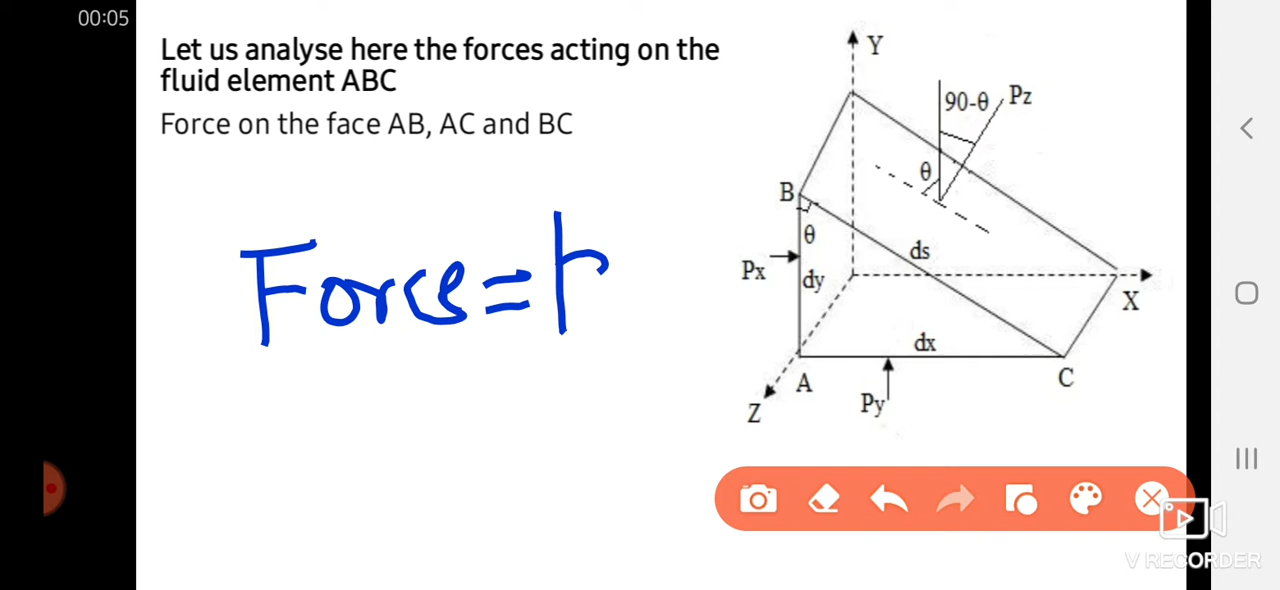 00:05
Let us analyse here the forces acting on the
fluid element ABC
Force on the face AB, AC and BC
Force =
Y
90-θ
Pz
θ
B
θ
ds
Px
dy
X
dx
A
C
Z
Py
V RECORDER